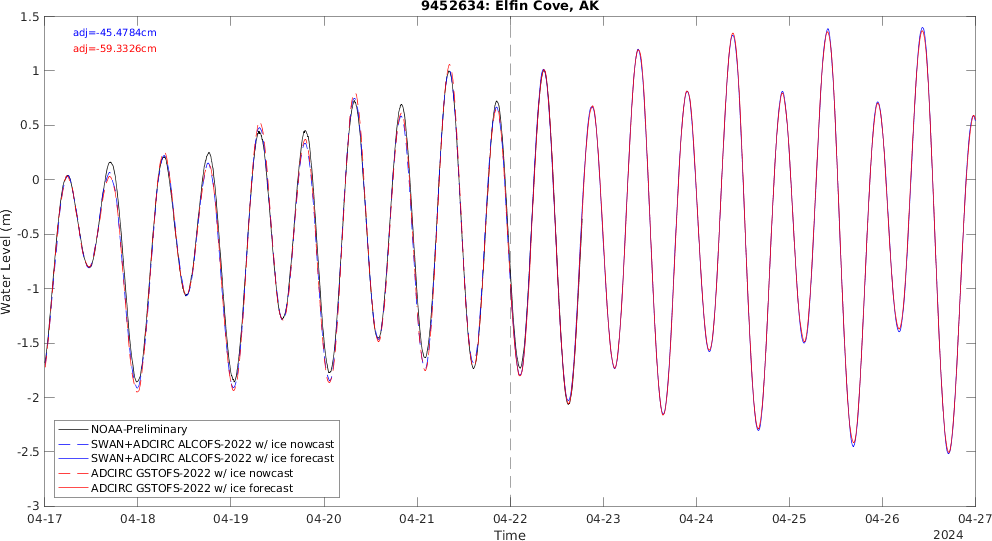 9452634: Elfin Cove, AK
adj=-45.4784cm
adj=-59.3326cm
Water Level (m)
1.5
1
0.5
0
-0.5
-1
-1.5
-2
-2.5
-3
NOAA-Preliminary
SWAN+ADCIRC ALCOFS-2022 w/ ice nowcast
SWAN+ADCIRC ALCOFS-2022 w/ ice forecast
ADCIRC GSTOFS-2022 w/ ice nowcast
ADCIRC GSTOFS-2022 w/ ice forecast
04-17 04-18 04-19 04-20 04-21 04-22 04-23 04-24 04-25 04-26 04-27
Time
2024